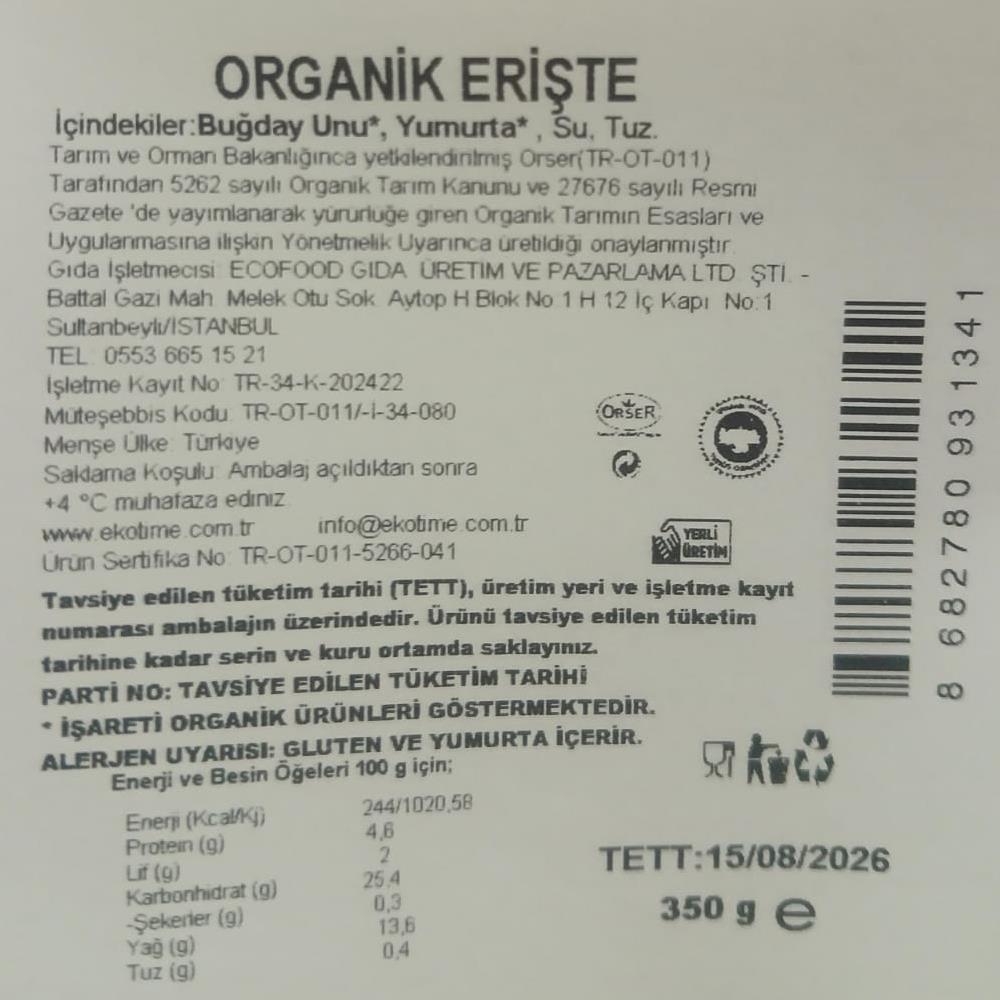 ORGANİK ERİŞTE
İçindekiler:Buğday Unu*, Yumurta* , Su, Tuz.
Tarım ve Orman Bakanlığınca yetkilendirilmiş Orser(TR-OT-011)
Tarafından 5262 sayılı Organik Tarım Kanunu ve 27676 sayılı Resmi
Gazete 'de yayımlanarak yürürlüğe giren Organik Tarımın Esasları ve
Uygulanmasına ilişkin Yönetmelik Uyarınca üretildiği onaylanmıştır.
Gıda İşletmecisi: ECOFOOD GIDA ÜRETİM VE PAZARLAMA LTD. ŞTİ. -
Battal Gazi Mah. Melek Otu Sok. Aytop H Blok No 1 H 12 İç Kapı No:1
Sultanbeyli/İSTANBUL
TEL: 0553 665 15 21
İşletme Kayıt No: TR-34-K-202422
Müteşebbis Kodu: TR-OT-011/-İ-34-080
Menşe Ülke: Türkiye
Saklama Koşulu: Ambalaj açıldıktan sonra
+4 °C muhafaza ediniz.
www.ekotime.com.tr info@ekotime.com.tr
Ürün Sertifika No: TR-OT-011-5266-041
ORSER
YERLİ
ÜRETİM
Tavsiye edilen tüketim tarihi (TETT), üretim yeri ve işletme kayıt
numarası ambalajın üzerindedir. Ürünü tavsiye edilen tüketim
tarihine kadar serin ve kuru ortamda saklayınız.
PARTİ NO: TAVSİYE EDİLEN TÜKETİM TARİHİ
* İŞARETİ ORGANİK ÜRÜNLERİ GÖSTERMEKTEDİR.
ALERJEN UYARISI: GLUTEN VE YUMURTA İÇERİR.
Enerji ve Besin Öğeleri 100 g için;
Enerji (Kcal/Kj) 244/1020,58
Protein (g) 4,6
Lif (g) 2
Karbonhidrat (g) 25,4
-Şekerler (g) 0,3
Yağ (g) 13,6
Tuz (g) 0,4
TETT:15/08/2026
350 g e
8 682780 931341